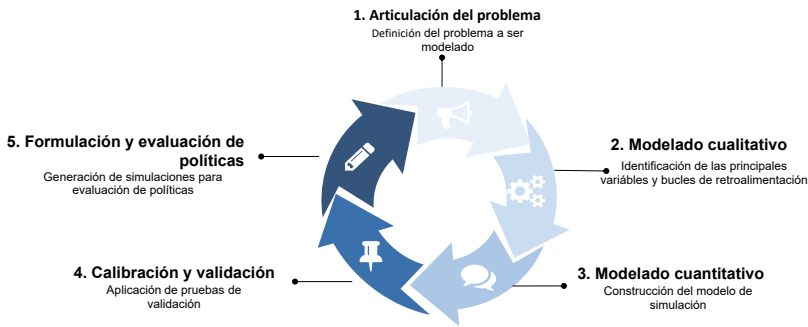 1. Articulación del problema
Definición del problema a ser
modelado
2. Modelado cualitativo
Identificación de las principales
variábles y bucles de retroalimentación
3. Modelado cuantitativo
Construcción del modelo de
simulación
4. Calibración y validación
Aplicación de pruebas de
validación
5. Formulación y evaluación de
políticas
Generación de simulaciones para
evaluación de políticas